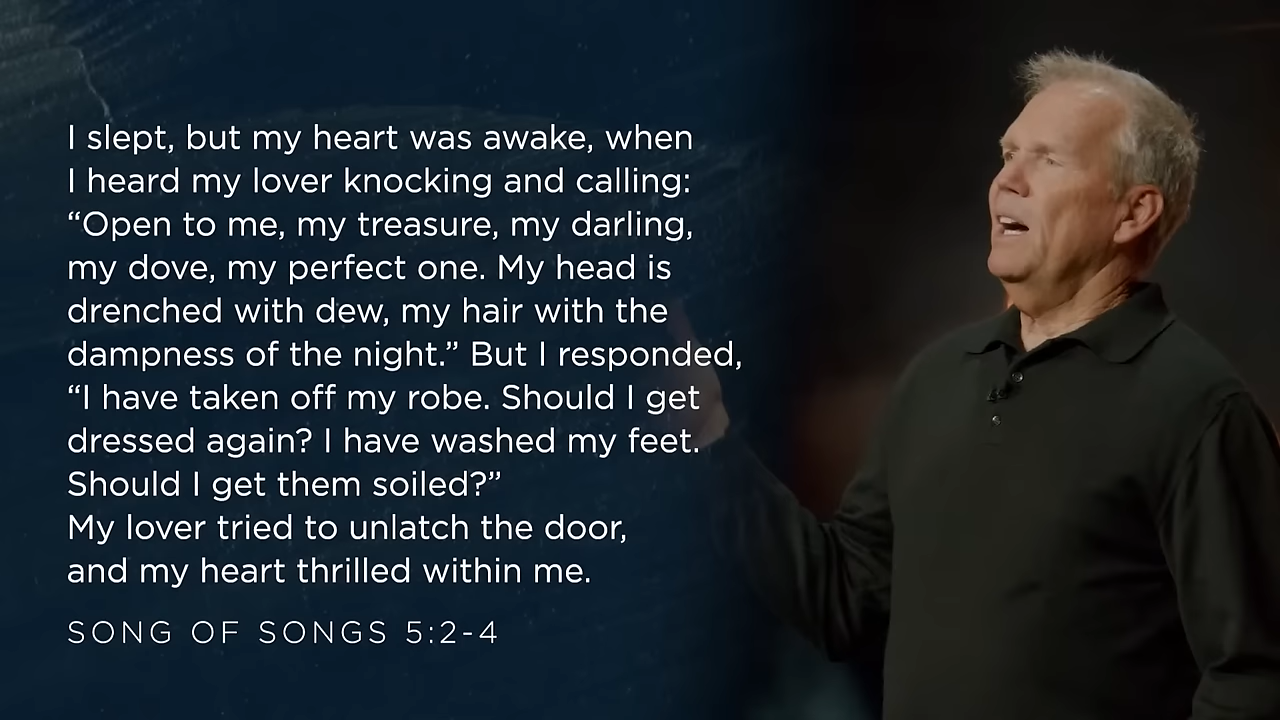 I slept, but my heart was awake, when
I heard my lover knocking and calling:
“Open to me, my treasure, my darling,
my dove, my perfect one. My head is
drenched with dew, my hair with the
dampness of the night.” But I responded,
“I have taken off my robe. Should I get
dressed again? I have washed my feet.
Should I get them soiled?”
My lover tried to unlatch the door,
and my heart thrilled within me.
SONG OF SONGS 5:2-4